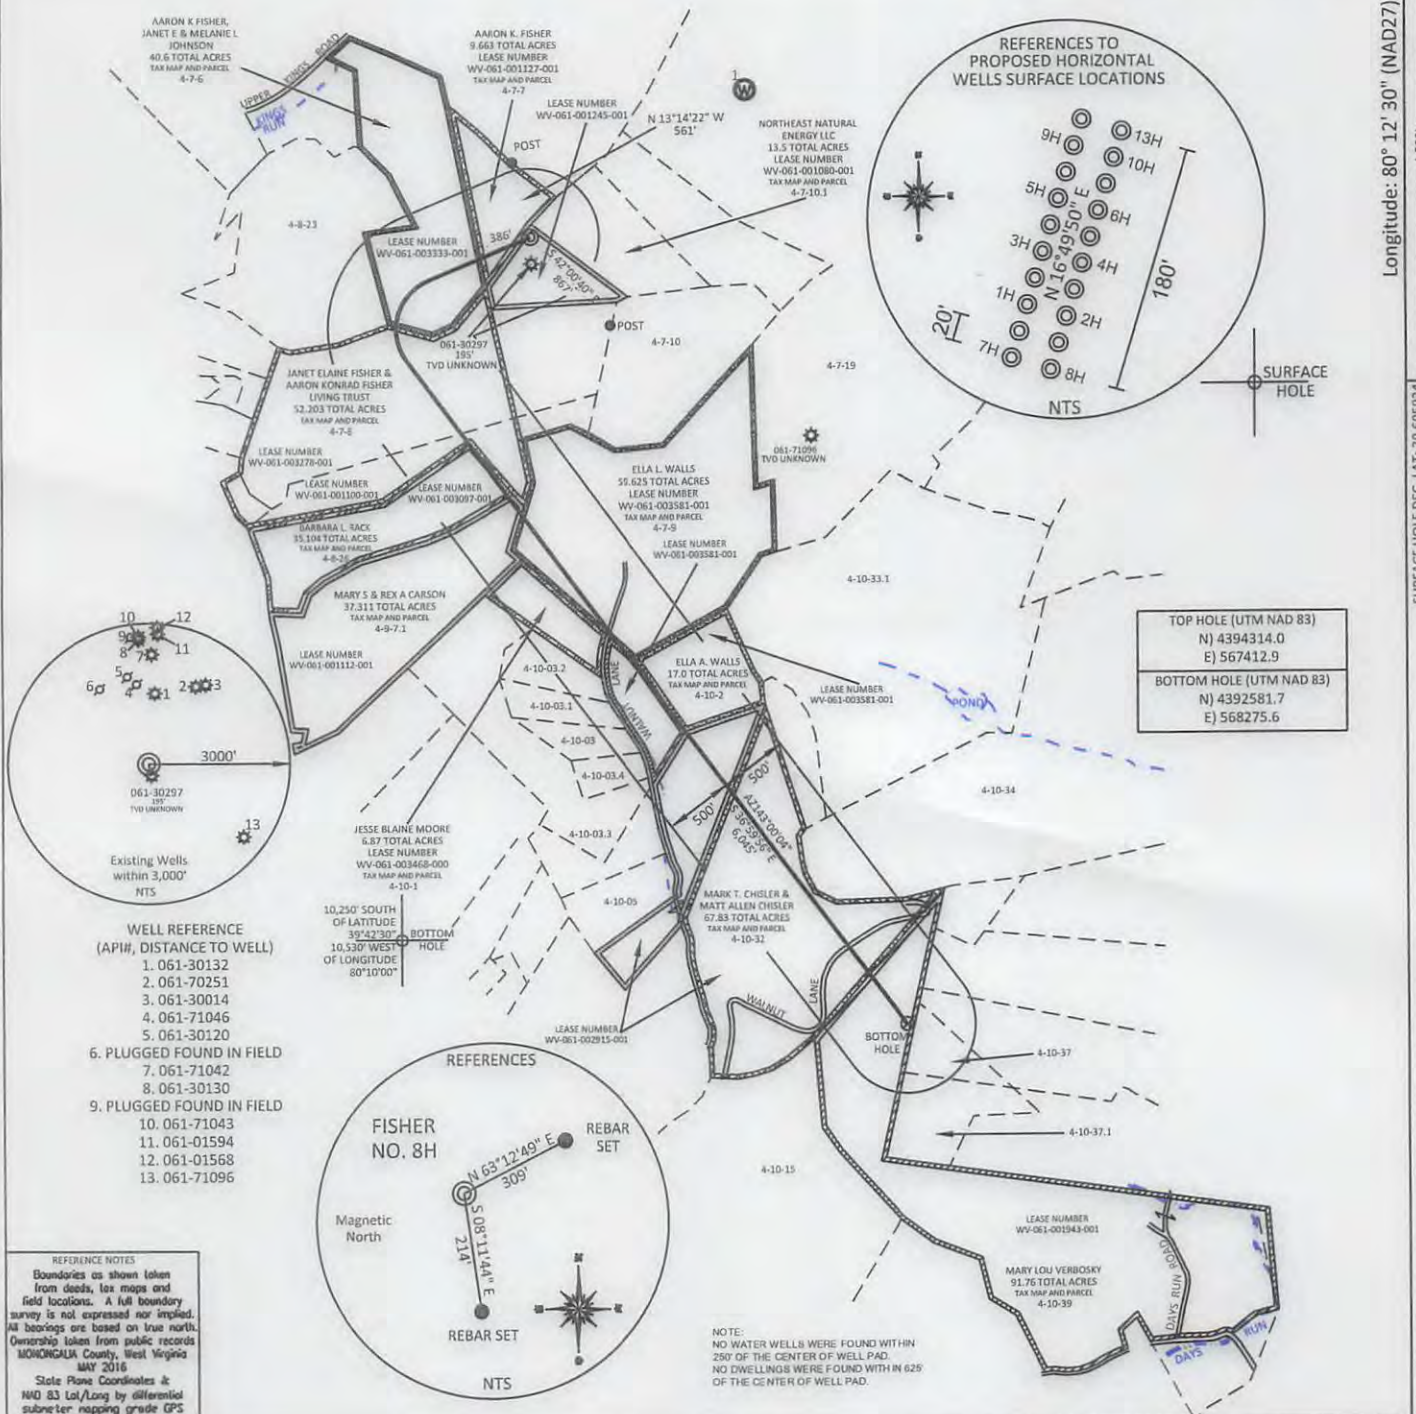 AARON K FISHER,
JANET E & MELANIE L
JOHNSON
40.6 TOTAL ACRES
TAX MAP AND PARCEL
4-7-6
UPPER KINGS ROAD
KINGS
RUN
AARON K. FISHER
9.663 TOTAL ACRES
LEASE NUMBER
WV-061-001127-001
TAX MAP AND PARCEL
4-7-7
LEASE NUMBER
WV-061-001245-001
N 13°14'22" W
561'
1
W
POST
NORTHEAST NATURAL
ENERGY LLC
13.5 TOTAL ACRES
LEASE NUMBER
WV-061-001080-001
TAX MAP AND PARCEL
4-7-10.1
REFERENCES TO
PROPOSED HORIZONTAL
WELLS SURFACE LOCATIONS
9H
13H
10H
5H
6H
3H
4H
1H
2H
7H
8H
N 16°49'50" E
180'
20'
NTS
Longitude: 80° 12' 30" (NAD27)
SURFACE
HOLE
4-8-23
LEASE NUMBER
WV-061-003333-001
386'
S 42°00'40" E
867'
061-30297
195'
TVD UNKNOWN
POST
4-7-10
4-7-19
JANET ELAINE FISHER &
AARON KONRAD FISHER
LIVING TRUST
52.203 TOTAL ACRES
TAX MAP AND PARCEL
4-7-8
LEASE NUMBER
WV-061-003278-001
LEASE NUMBER
WV-061-001100-001
LEASE NUMBER
WV-061-003097-001
BARBARA L. RACK
35.104 TOTAL ACRES
TAX MAP AND PARCEL
4-8-26
MARY S & REX A CARSON
37.311 TOTAL ACRES
TAX MAP AND PARCEL
4-9-7.1
LEASE NUMBER
WV-061-001112-001
ELLA L. WALLS
59.625 TOTAL ACRES
LEASE NUMBER
WV-061-003581-001
TAX MAP AND PARCEL
4-7-9
LEASE NUMBER
WV-061-003581-001
061-71096
TVD UNKNOWN
4-10-33.1
TOP HOLE (UTM NAD 83)
N) 4394314.0
E) 567412.9
BOTTOM HOLE (UTM NAD 83)
N) 4392581.7
E) 568275.6
ELLA A. WALLS
17.0 TOTAL ACRES
TAX MAP AND PARCEL
4-10-2
LEASE NUMBER
WV-061-003581-001
POND
4-10-34
WALNUT LANE
4-10-03.2
4-10-03.1
4-10-03
4-10-03.4
4-10-03.3
4-10-05
500'
500'
AZ143°00'04"
S 36°59'56" E
6,045'
10
12
9
8
7
11
5
6
4
1
2
3
3000'
061-30297
195'
TVD UNKNOWN
13
Existing Wells
within 3,000'
NTS
JESSE BLAINE MOORE
6.87 TOTAL ACRES
LEASE NUMBER
WV-061-003468-000
TAX MAP AND PARCEL
4-10-1
10,250' SOUTH
OF LATITUDE
39°42'30"
10,530' WEST
OF LONGITUDE
80°10'00"
BOTTOM
HOLE
MARK T. CHISLER &
MATT ALLEN CHISLER
67.83 TOTAL ACRES
TAX MAP AND PARCEL
4-10-32
WALNUT LANE
LEASE NUMBER
WV-061-002915-001
BOTTOM
HOLE
4-10-37
4-10-37.1
4-10-15
WELL REFERENCE
(API#, DISTANCE TO WELL)
1. 061-30132
2. 061-70251
3. 061-30014
4. 061-71046
5. 061-30120
6. PLUGGED FOUND IN FIELD
7. 061-71042
8. 061-30130
9. PLUGGED FOUND IN FIELD
10. 061-71043
11. 061-01594
12. 061-01568
13. 061-71096
REFERENCES
FISHER
NO. 8H
REBAR
SET
N 63°12'49" E
309'
Magnetic
North
S 08°11'44" E
214'
REBAR SET
NTS
LEASE NUMBER
WV-061-001943-001
MARY LOU VERBOSKY
91.76 TOTAL ACRES
TAX MAP AND PARCEL
4-10-39
DAYS RUN ROAD
DAYS
RUN
NOTE:
NO WATER WELLS WERE FOUND WITHIN
250' OF THE CENTER OF WELL PAD.
NO DWELLINGS WERE FOUND WITH IN 625'
OF THE CENTER OF WELL PAD.
REFERENCE NOTES
Boundaries as shown taken
from deeds, tax maps and
field locations. A full boundary
survey is not expressed nor implied.
All bearings are based on true north.
Ownership taken from public records
MONONGALIA County, West Virginia
MAY 2016
State Plane Coordinates &
NAD 83 Lat/Long by differential
submeter mapping grade GPS